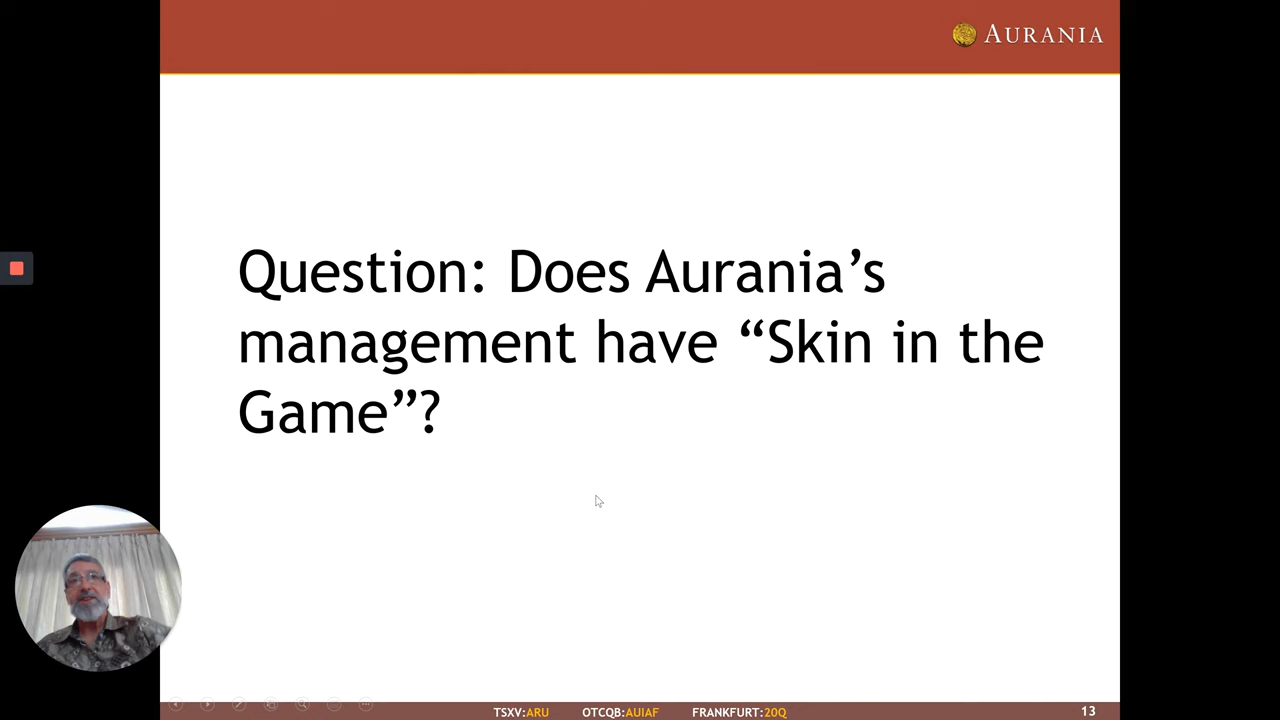 AURANIA
Question: Does Aurania’s
management have “Skin in the
Game”?
TSXV:ARU OTCQB:AUIAF FRANKFURT:20Q
13